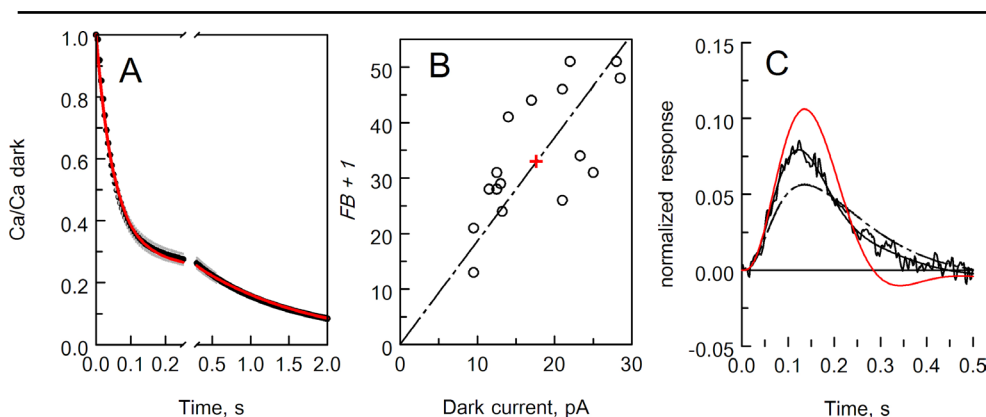 A
Ca/Ca dark
1.0
0.8
0.6
0.4
0.2
0.0
0.0 0.1 0.2 0.5 1.0 1.5 2.0
Time, s
B
FB + 1
50
40
30
20
10
0
0 10 20 30
Dark current, pA
C
normalized response
0.15
0.10
0.05
0.00
-0.05
0.0 0.1 0.2 0.3 0.4 0.5
Time, s